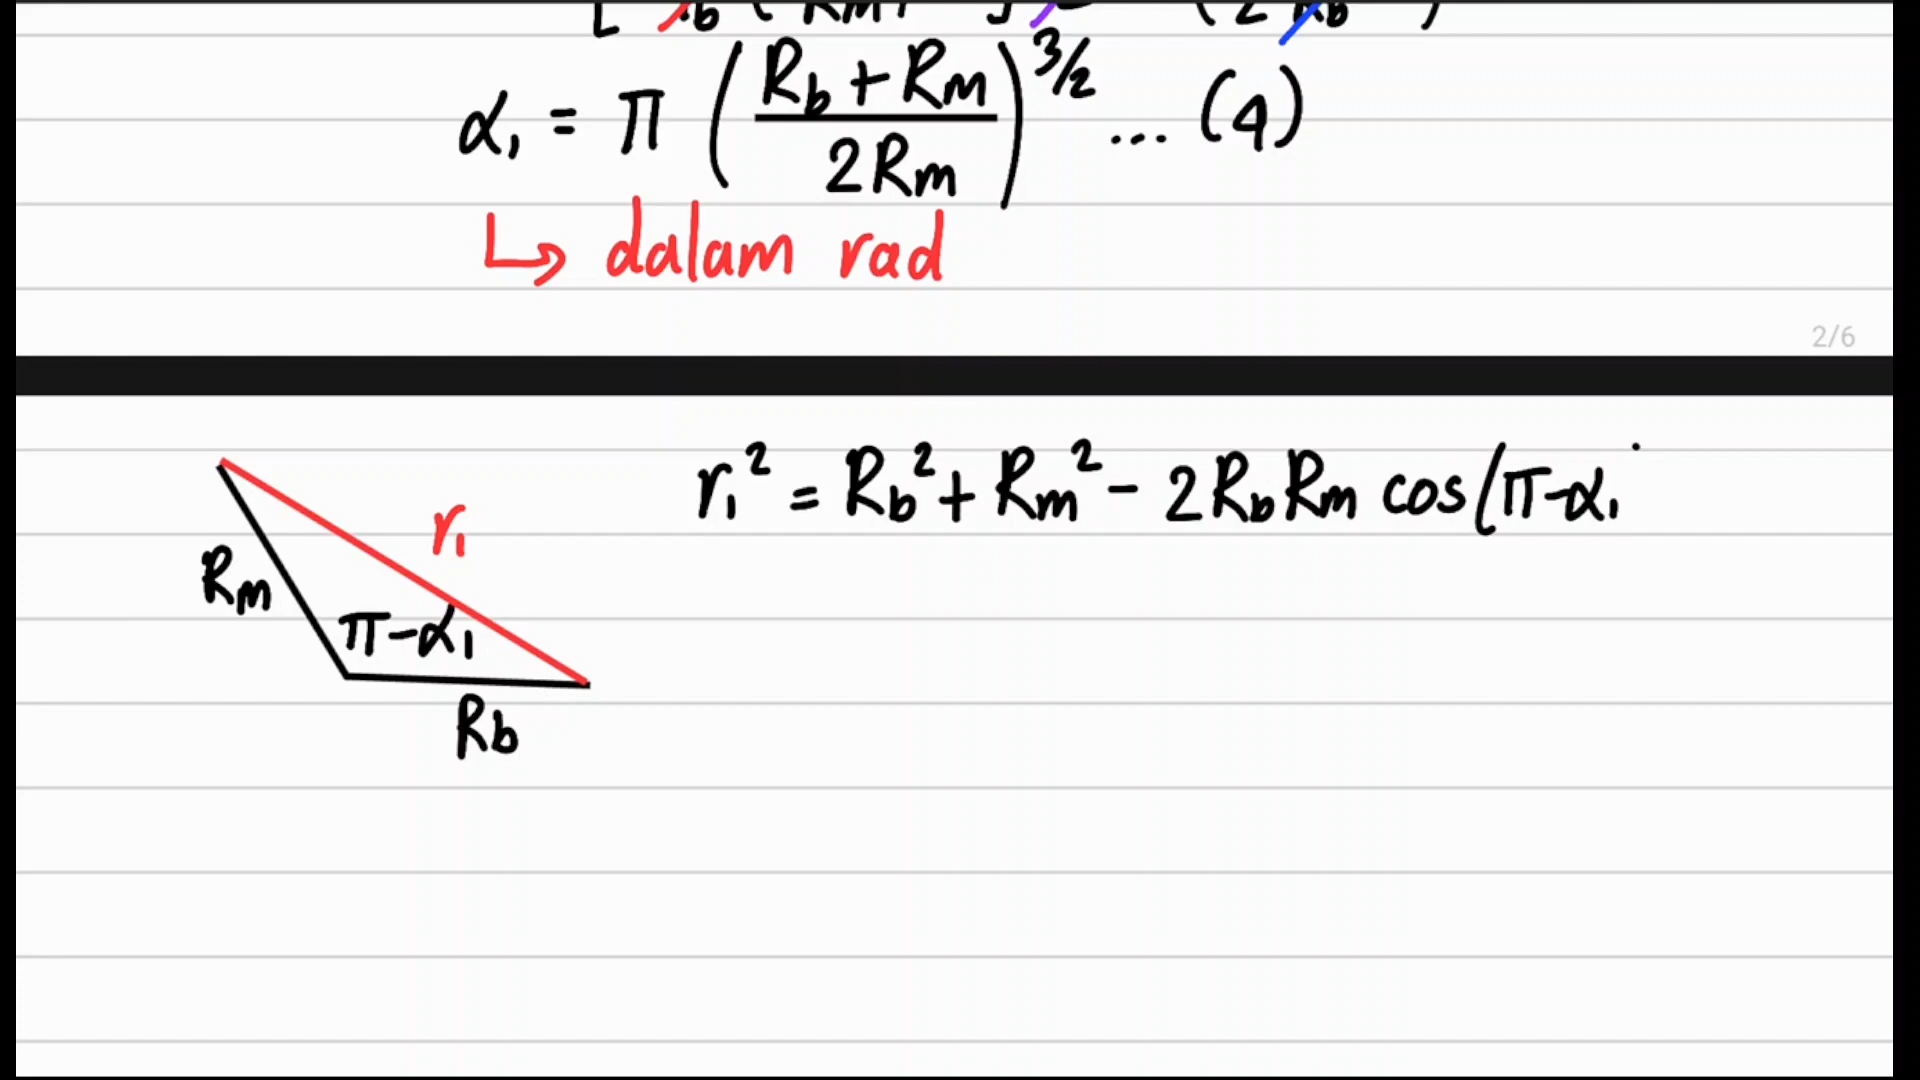 α₁ = π ((R_b + R_m) / 2R_m)^(3/2) ... (4)
↳ dalam rad
2/6
r₁² = R_b² + R_m² - 2R_bR_m cos(π-α₁
r₁
R_m
π-α₁
R_b